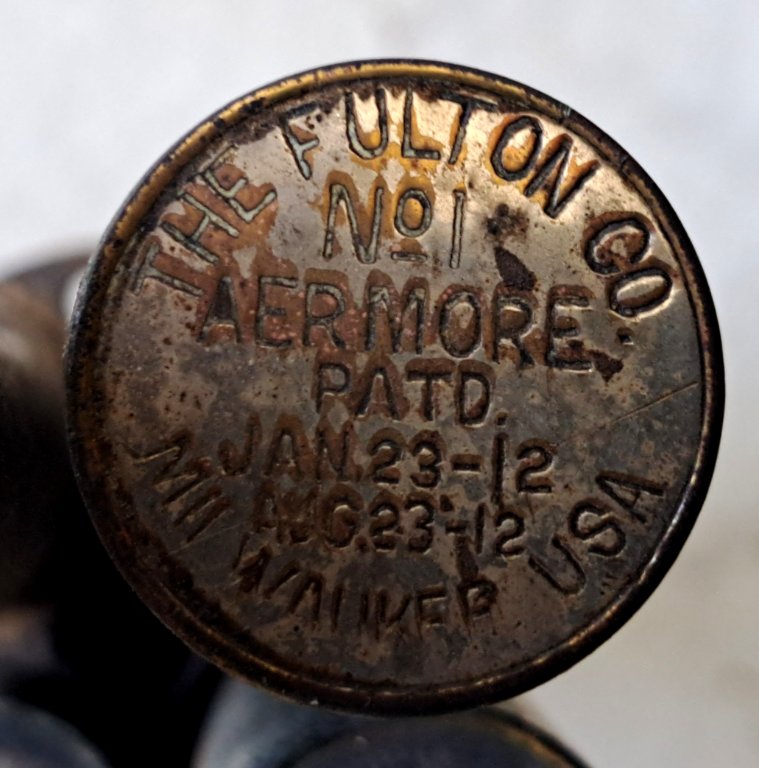 THE FULTON CO.
No 1
AERMORE
PATD.
JAN. 23-12
AUG. 23-12
MILWAUKEE USA